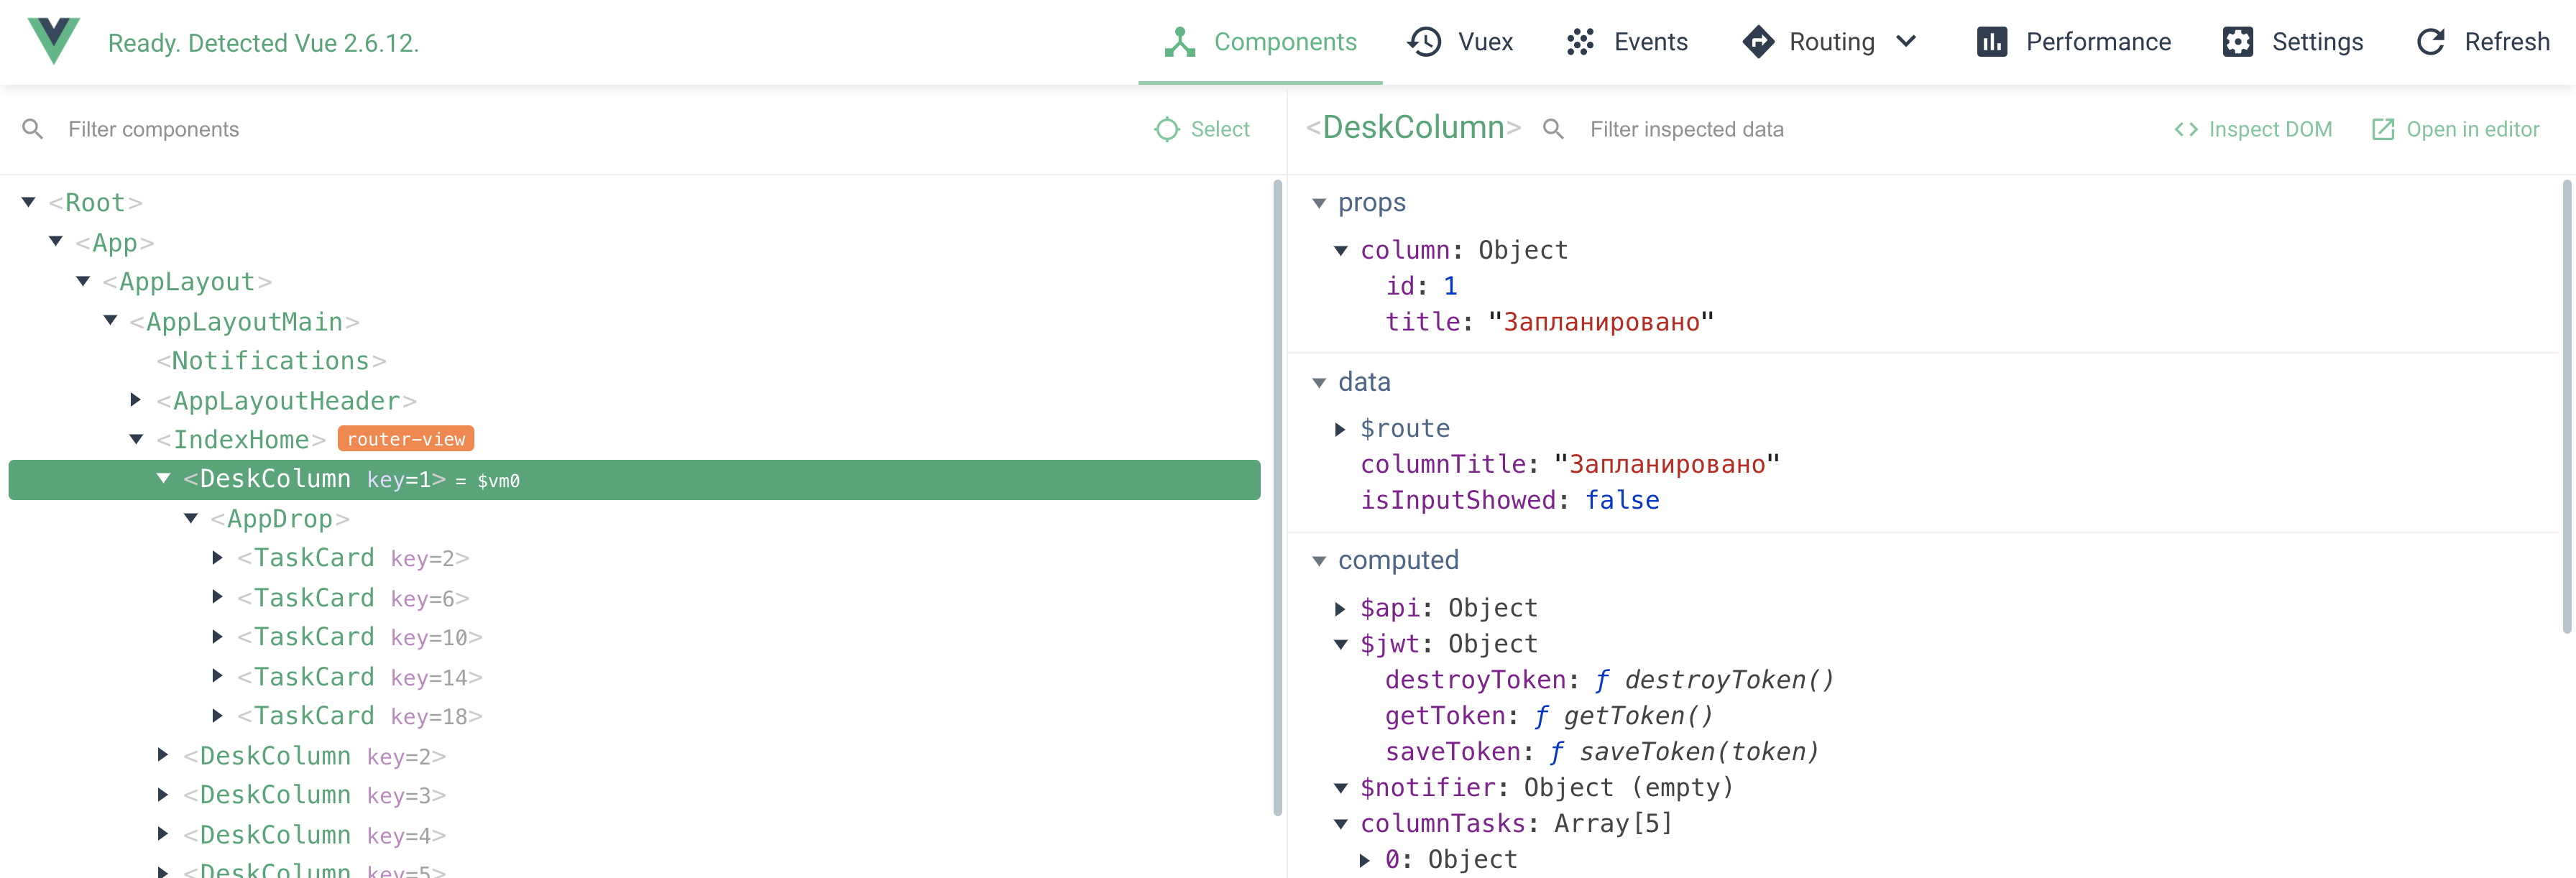 Ready. Detected Vue 2.6.12.
Components
Vuex
Events
Routing
Performance
Settings
Refresh
Filter components
Select
<DeskColumn>
Filter inspected data
Inspect DOM
Open in editor
<Root>
<App>
<AppLayout>
<AppLayoutMain>
<Notifications>
<AppLayoutHeader>
<IndexHome> router-view
<DeskColumn key=1> = $vm0
<AppDrop>
<TaskCard key=2>
<TaskCard key=6>
<TaskCard key=10>
<TaskCard key=14>
<TaskCard key=18>
<DeskColumn key=2>
<DeskColumn key=3>
<DeskColumn key=4>
<DeskColumn key=5>
props
column: Object
id: 1
title: "Запланировано"
data
$route
columnTitle: "Запланировано"
isInputShowed: false
computed
$api: Object
$jwt: Object
destroyToken: ƒ destroyToken()
getToken: ƒ getToken()
saveToken: ƒ saveToken(token)
$notifier: Object (empty)
columnTasks: Array[5]
0: Object